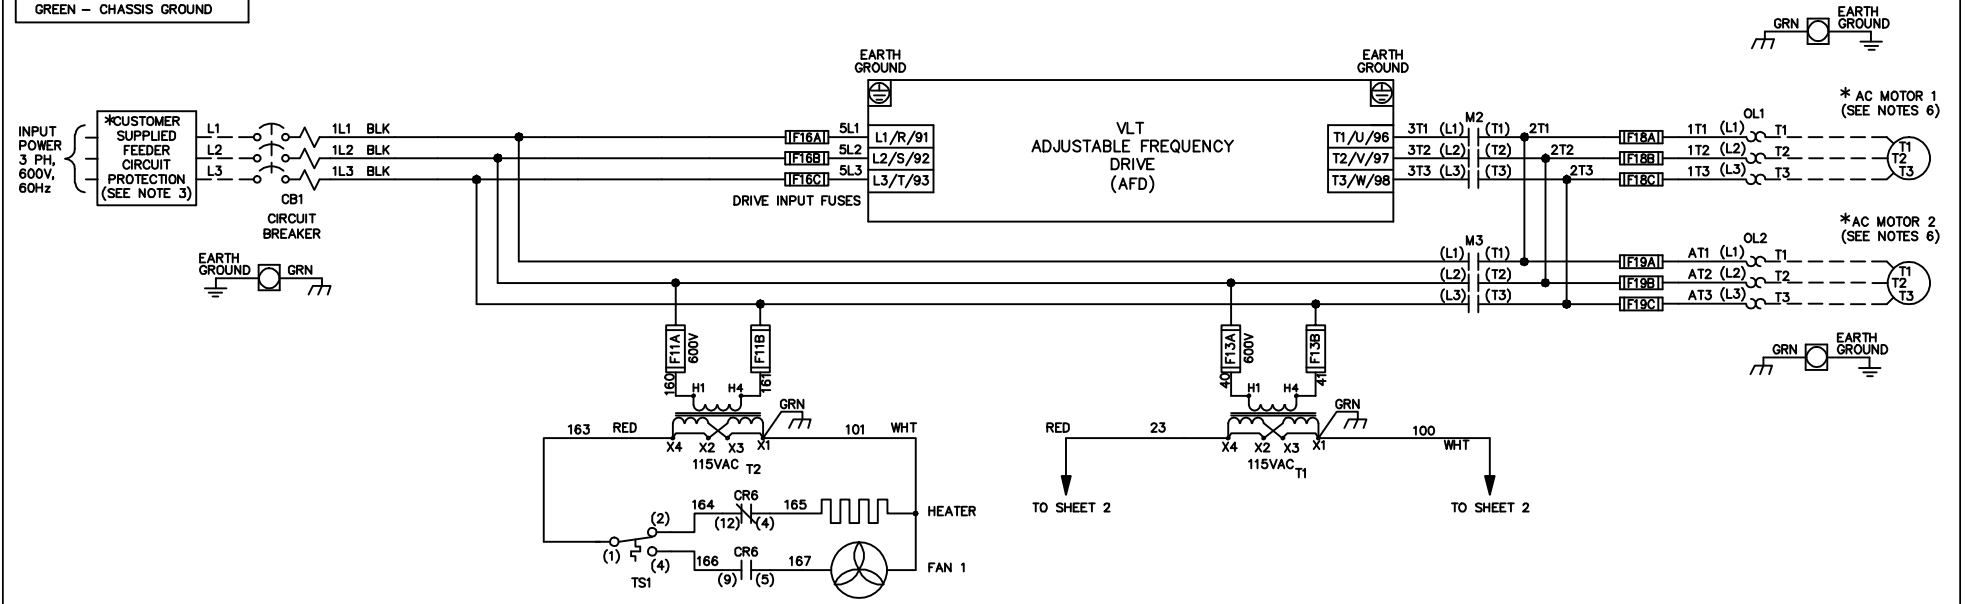 GREEN – CHASSIS GROUND
GRN
EARTH
GROUND
INPUT
POWER
3 PH,
600V,
60Hz
*CUSTOMER
SUPPLIED
FEEDER
CIRCUIT
PROTECTION
(SEE NOTE 3)
L1
L2
L3
CB1
CIRCUIT
BREAKER
1L1 BLK
1L2 BLK
1L3 BLK
EARTH
GROUND
GRN
F16A
F16B
F16C
5L1
5L2
5L3
DRIVE INPUT FUSES
EARTH
GROUND
L1/R/91
L2/S/92
L3/T/93
VLT
ADJUSTABLE FREQUENCY
DRIVE
(AFD)
EARTH
GROUND
T1/U/96
T2/V/97
T3/W/98
M2
3T1 (L1) (T1) 2T1
3T2 (L2) (T2) 2T2
3T3 (L3) (T3) 2T3
F18A
F18B
F18C
OL1
1T1 (L1) T1
1T2 (L2) T2
1T3 (L3) T3
* AC MOTOR 1
(SEE NOTES 6)
T1
T2
T3
M3
(L1) (T1)
(L2) (T2)
(L3) (T3)
F19A
F19B
F19C
OL2
AT1 (L1) T1
AT2 (L2) T2
AT3 (L3) T3
*AC MOTOR 2
(SEE NOTES 6)
T1
T2
T3
GRN
EARTH
GROUND
F11A
600V
F11B
160
161
H1 H4
GRN
163 RED
101 WHT
X4 X2 X3 X1
115VAC T2
(1)
(2)
(4)
TS1
164 CR6 165
(12) (4)
HEATER
166 CR6 167
(9) (5)
FAN 1
F13A
600V
F13B
40
41
H1 H4
GRN
RED 23
100
WHT
X4 X2 X3 X1
115VAC T1
TO SHEET 2
TO SHEET 2